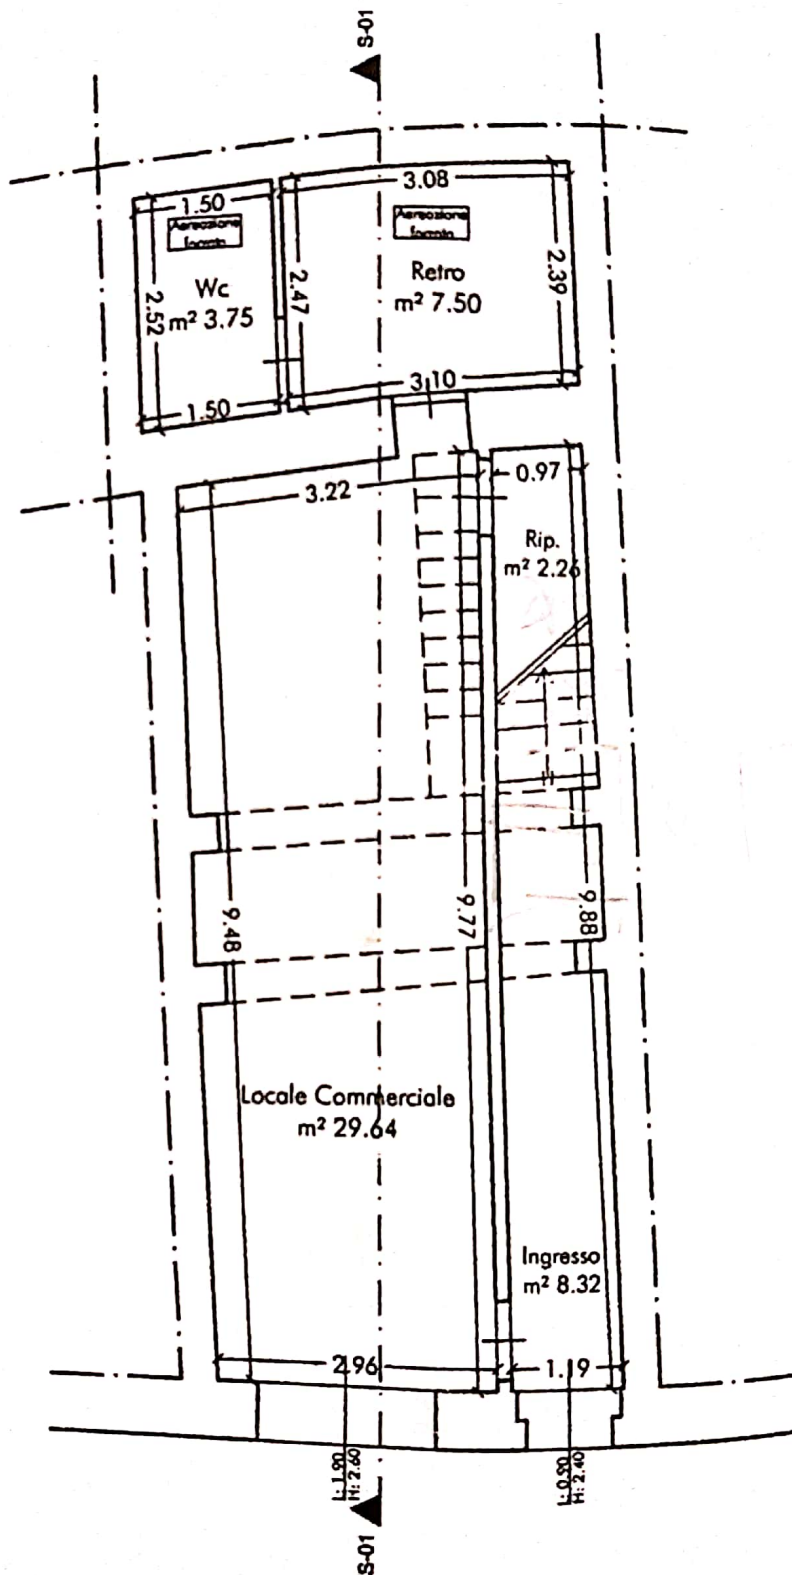 S-01
1.50
3.08
Aereazione
forzata
Aereazione
forzata
Wc
m² 3.75
2.52
2.47
Retro
m² 7.50
2.39
1.50
3.10
3.22
0.97
Rip.
m² 2.26
9.48
9.77
9.88
Locale Commerciale
m² 29.64
Ingresso
m² 8.32
2.96
1.19
L: 1.90
H: 2.60
L: 0.90
H: 2.40
S-01